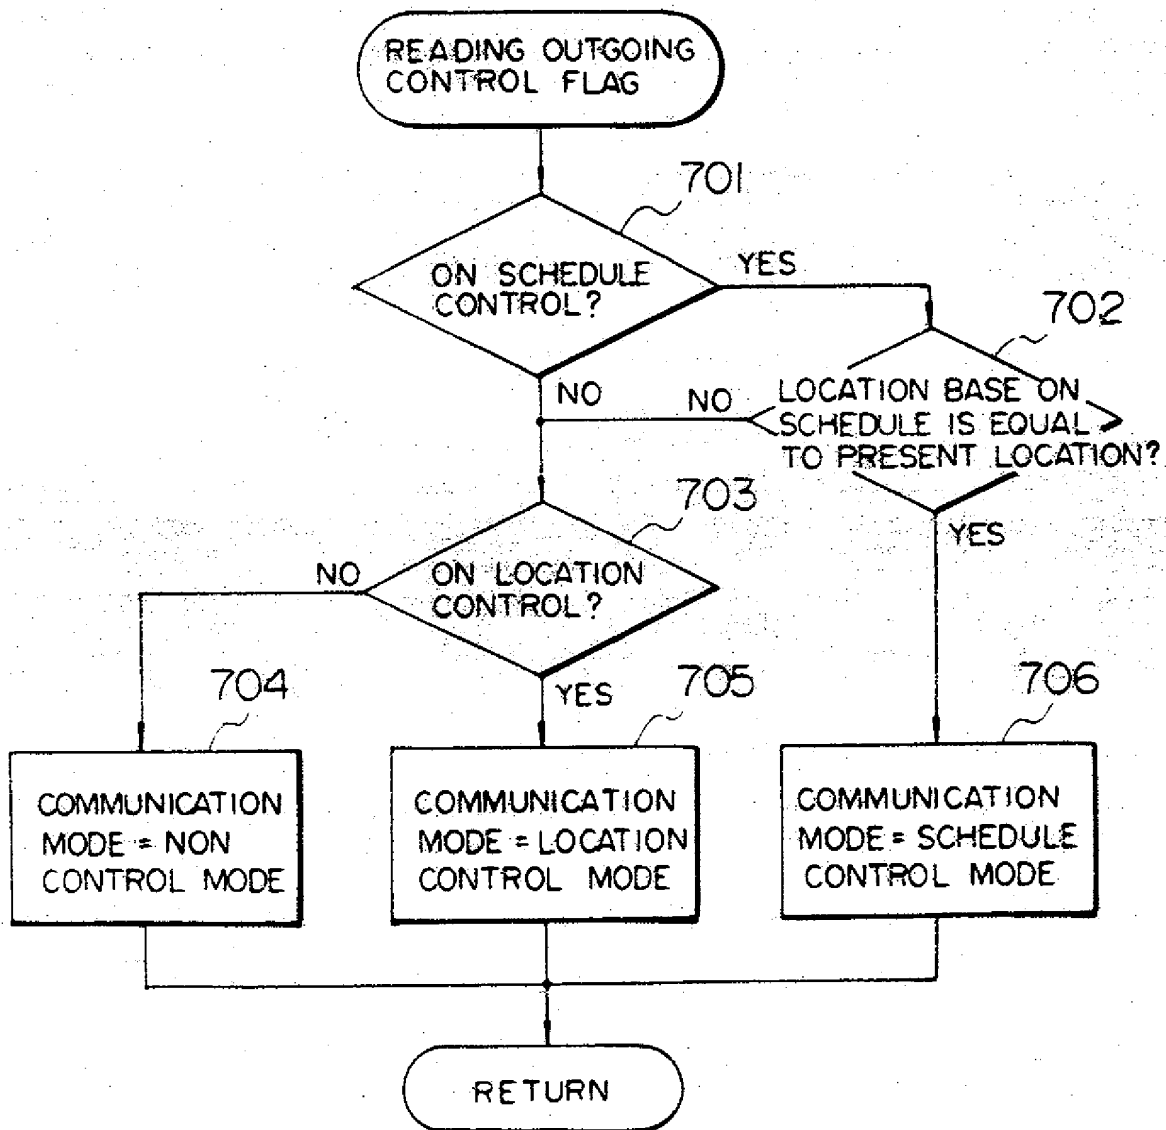 READING OUTGOING
CONTROL FLAG
701
ON SCHEDULE
CONTROL?
YES
NO
702
LOCATION BASE ON
SCHEDULE IS EQUAL
TO PRESENT LOCATION?
NO
YES
703
ON LOCATION
CONTROL?
NO
YES
704
COMMUNICATION
MODE = NON
CONTROL MODE
705
COMMUNICATION
MODE = LOCATION
CONTROL MODE
706
COMMUNICATION
MODE = SCHEDULE
CONTROL MODE
RETURN